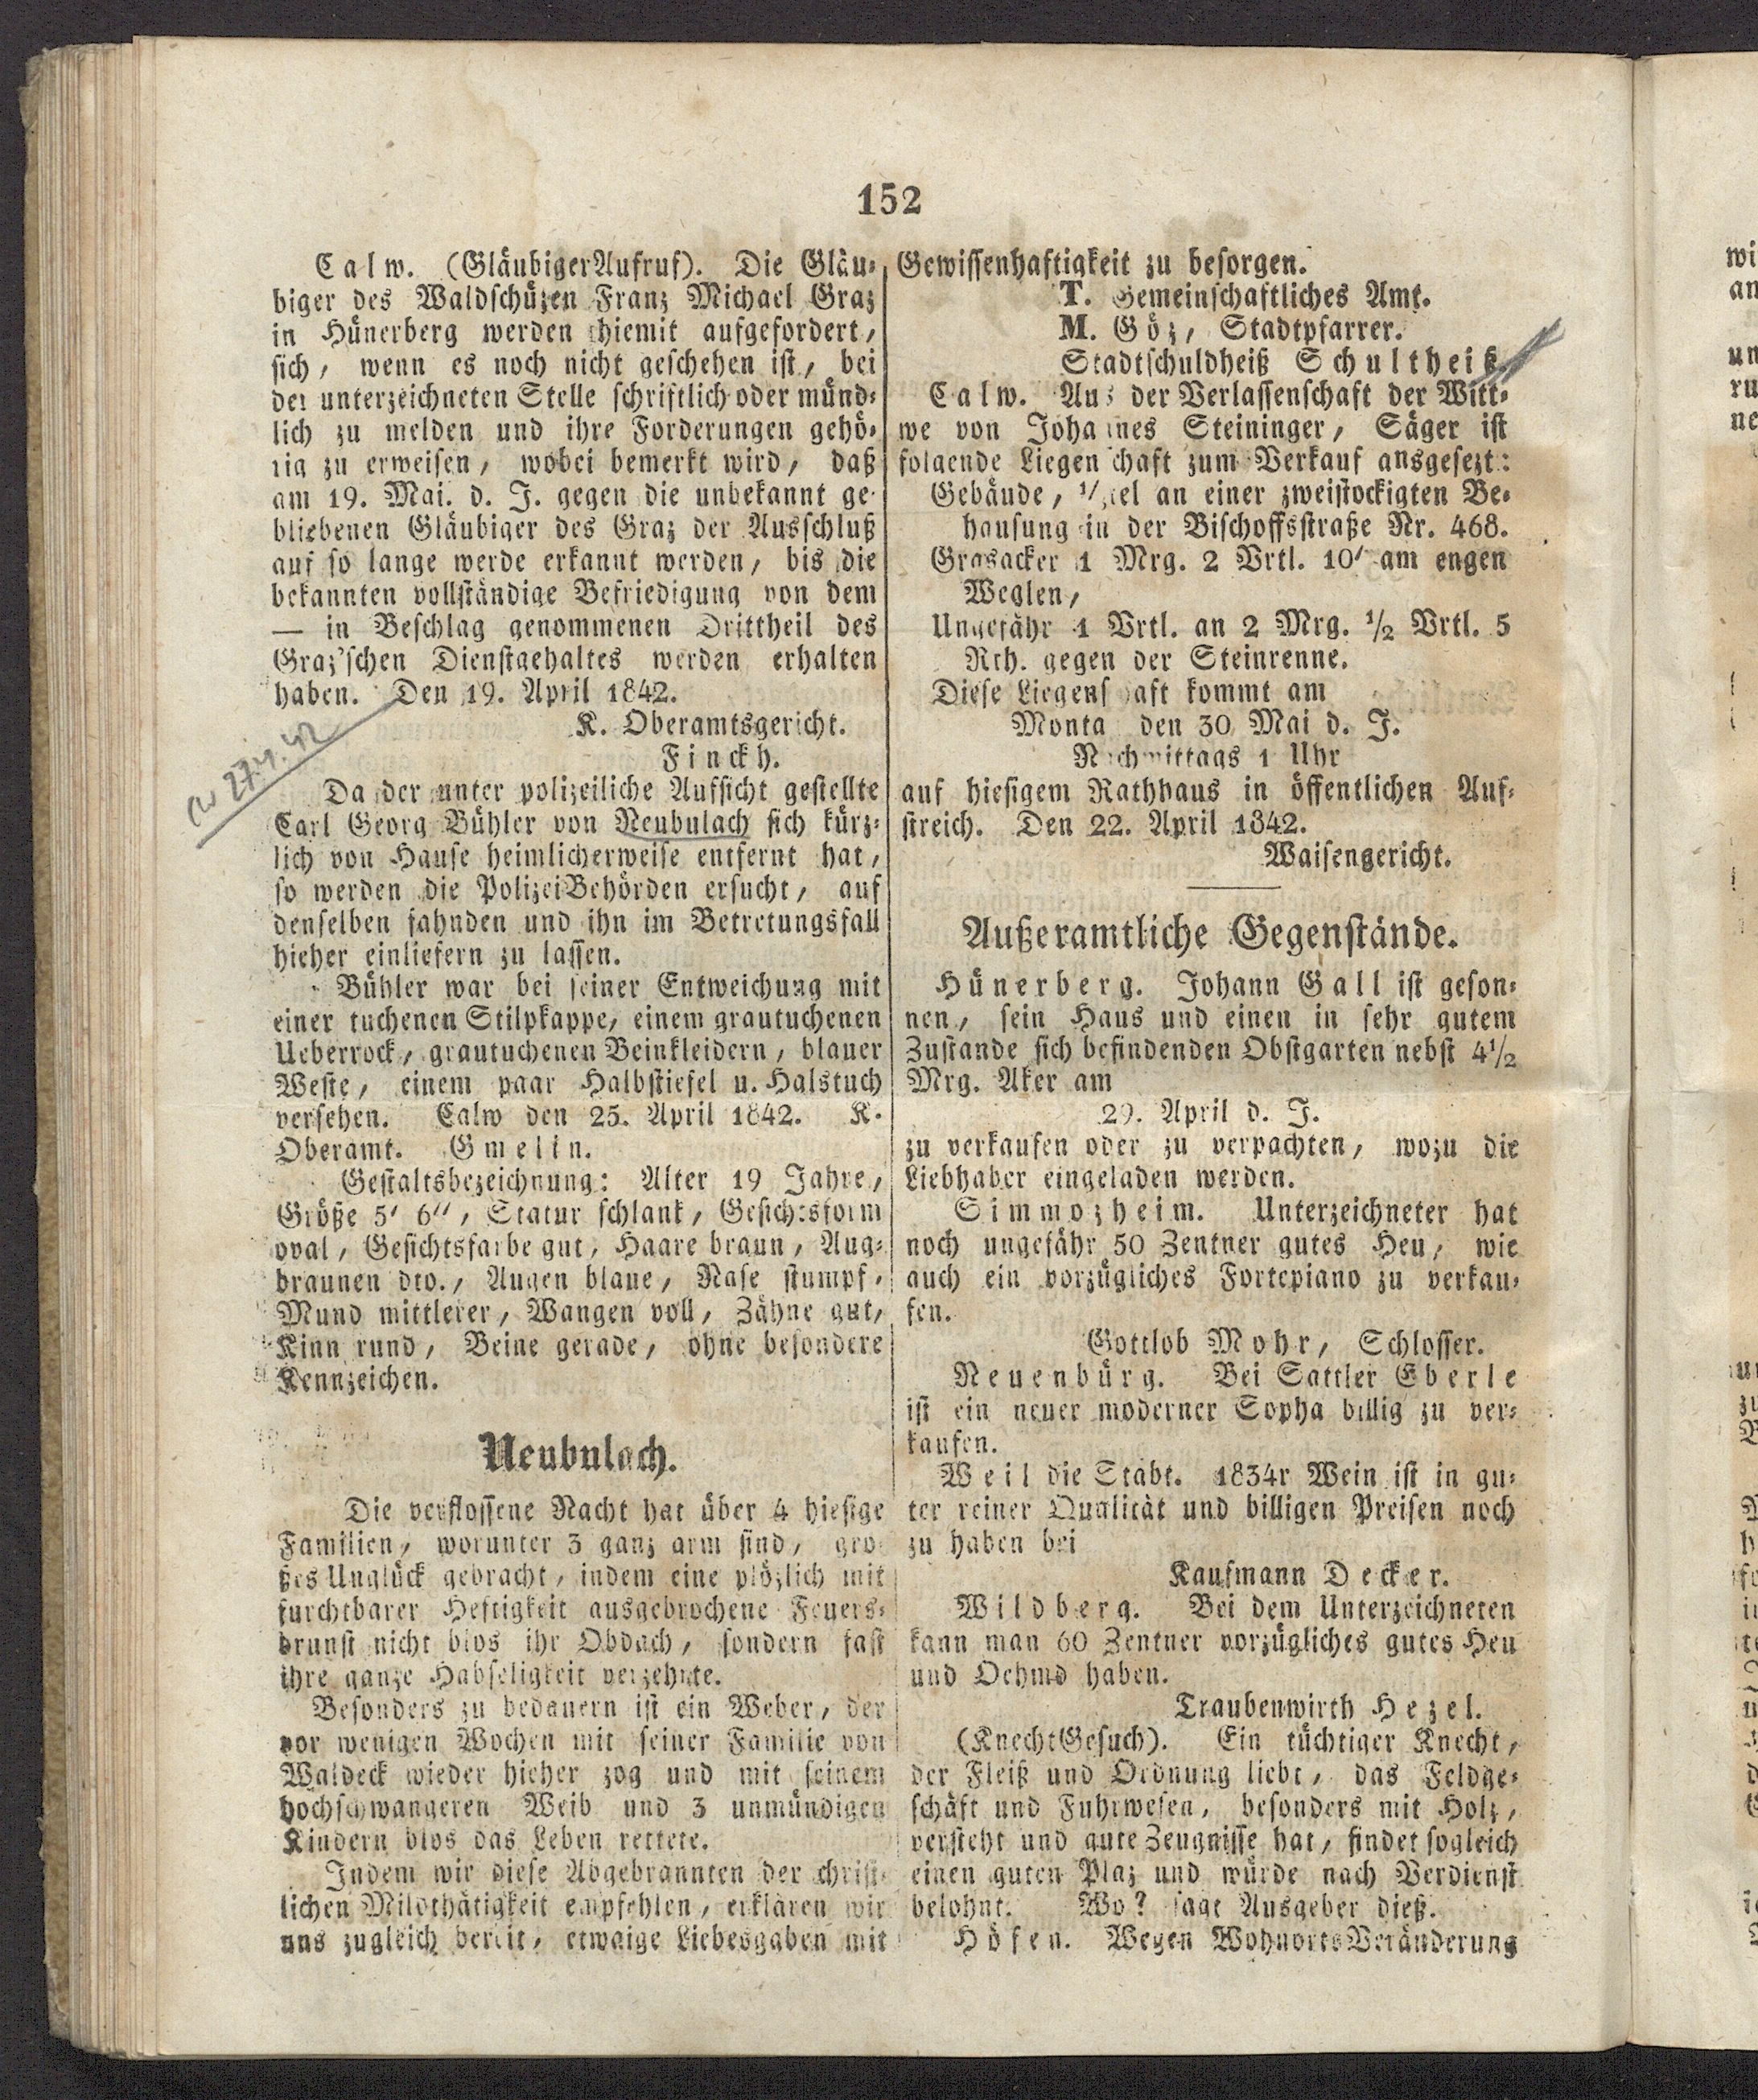 152
Calw. (GläubigerAufruf). Die Gläu-
biger des Waldschüzen Franz Michael Graz
in Hünerberg werden hiemit aufgefordert,
sich, wenn es noch nicht geschehen ist, bei
der unterzeichneten Stelle schriftlich oder münd-
lich zu melden und ihre Forderungen gehö-
rig zu erweisen, wobei bemerkt wird, daß
am 19. Mai. d. J. gegen die unbekannt ge-
bliebenen Gläubiger des Graz der Ausschluß
auf so lange werde erkannt werden, bis die
bekannten vollständige Befriedigung von dem
— in Beschlag genommenen Drittheil des
Graz'schen Dienstgehaltes werden erhalten
haben. Den 19. April 1842.
K. Oberamtsgericht.
Finckh.
27.4.42
Da der unter polizeiliche Aufsicht gestellte
Carl Georg Bühler von Neubulach sich kürz-
lich von Hause heimlicherweise entfernt hat,
so werden die PolizeiBehörden ersucht, auf
denselben fahnden und ihn im Betretungsfall
hieher einliefern zu lassen.
Bühler war bei seiner Entweichung mit
einer tuchenen Stilpkappe, einem grautuchenen
Ueberrock, grautuchenen Beinkleidern, blauer
Weste, einem paar Halbstiefel u. Halstuch
versehen. Calw den 25. April 1842. K.
Oberamt. Gmelin.
Gestaltsbezeichnung: Alter 19 Jahre,
Größe 5' 6'', Statur schlank, Gesichtsform
oval, Gesichtsfarbe gut, Haare braun, Aug-
braunen dto., Augen blaue, Nase stumpf,
Mund mittlerer, Wangen voll, Zähne gut,
Kinn rund, Beine gerade, ohne besondere
Kennzeichen.
Neubulach.
Die verflossene Nacht hat über 4 hiesige
Familien, worunter 3 ganz arm sind, gro-
ßes Unglück gebracht, indem eine plözlich mit
furchtbarer Heftigkeit ausgebrochene Feuers-
brunst nicht blos ihr Obdach, sondern fast
ihre ganze Habseligkeit verzehrte.
Besonders zu bedauern ist ein Weber, der
vor wenigen Wochen mit seiner Familie von
Waldeck wieder hieher zog und mit seinem
hochschwangeren Weib und 3 unmündigen
Kindern blos das Leben rettete.
Indem wir diese Abgebrannten der christ-
lichen Mildthätigkeit empfehlen, erklären wir
uns zugleich bereit, etwaige Liebesgaben mit
Gewissenhaftigkeit zu besorgen.
T. Gemeinschaftliches Amt.
M. Göz, Stadtpfarrer.
Stadtschuldheiß Schultheiß.
Calw. Aus der Verlassenschaft der Witt-
we von Johannes Steininger, Säger ist
folgende Liegenschaft zum Verkauf ausgesezt:
Gebäude, an einer zweistockigten Be-
hausung in der Bischoffsstraße Nr. 468.
Grasacker 1 Mrg. 2 Vrtl. 10' am engen
Weglen,
Ungefähr 1 Vrtl. an 2 Mrg. 1/2 Vrtl. 5
Rth. gegen der Steinrenne.
Diese Liegenschaft kommt am
Montag den 30 Mai d. J.
Nachmittags 1 Uhr
auf hiesigem Rathhaus in öffentlichen Auf-
streich. Den 22. April 1842.
Waisengericht.
Außeramtliche Gegenstände.
Hünerberg. Johann Gall ist geson-
nen, sein Haus und einen in sehr gutem
Zustande sich befindenden Obstgarten nebst 4 1/2
Mrg. Aker am
29. April d. J.
zu verkaufen oder zu verpachten, wozu die
Liebhaber eingeladen werden.
Simmozheim. Unterzeichneter hat
noch ungefähr 50 Zentner gutes Heu, wie
auch ein vorzügliches Fortepiano zu verkau-
fen.
Gottlob Mohr, Schlosser.
Neuenbürg. Bei Sattler Eberle
ist ein neuer moderner Sopha billig zu ver-
kaufen.
Weil die Stabt. 1834r Wein ist in gu-
ter reiner Qualität und billigen Preisen noch
zu haben bei
Kaufmann Decker.
Wildberg. Bei dem Unterzeichneten
kann man 60 Zentner vorzügliches gutes Heu
und Oehmd haben.
Traubenwirth Hezel.
(KnechtGesuch). Ein tüchtiger Knecht,
der Fleiß und Ordnung liebt, das Feldge-
schäft und Fuhrwesen, besonders mit Holz,
versteht und gute Zeugnisse hat, findet sogleich
einen guten Plaz und würde nach Verdienst
belohnt. Wo? sagt Ausgeber dieß.
Höfen. Wegen WohnortsVeränderung